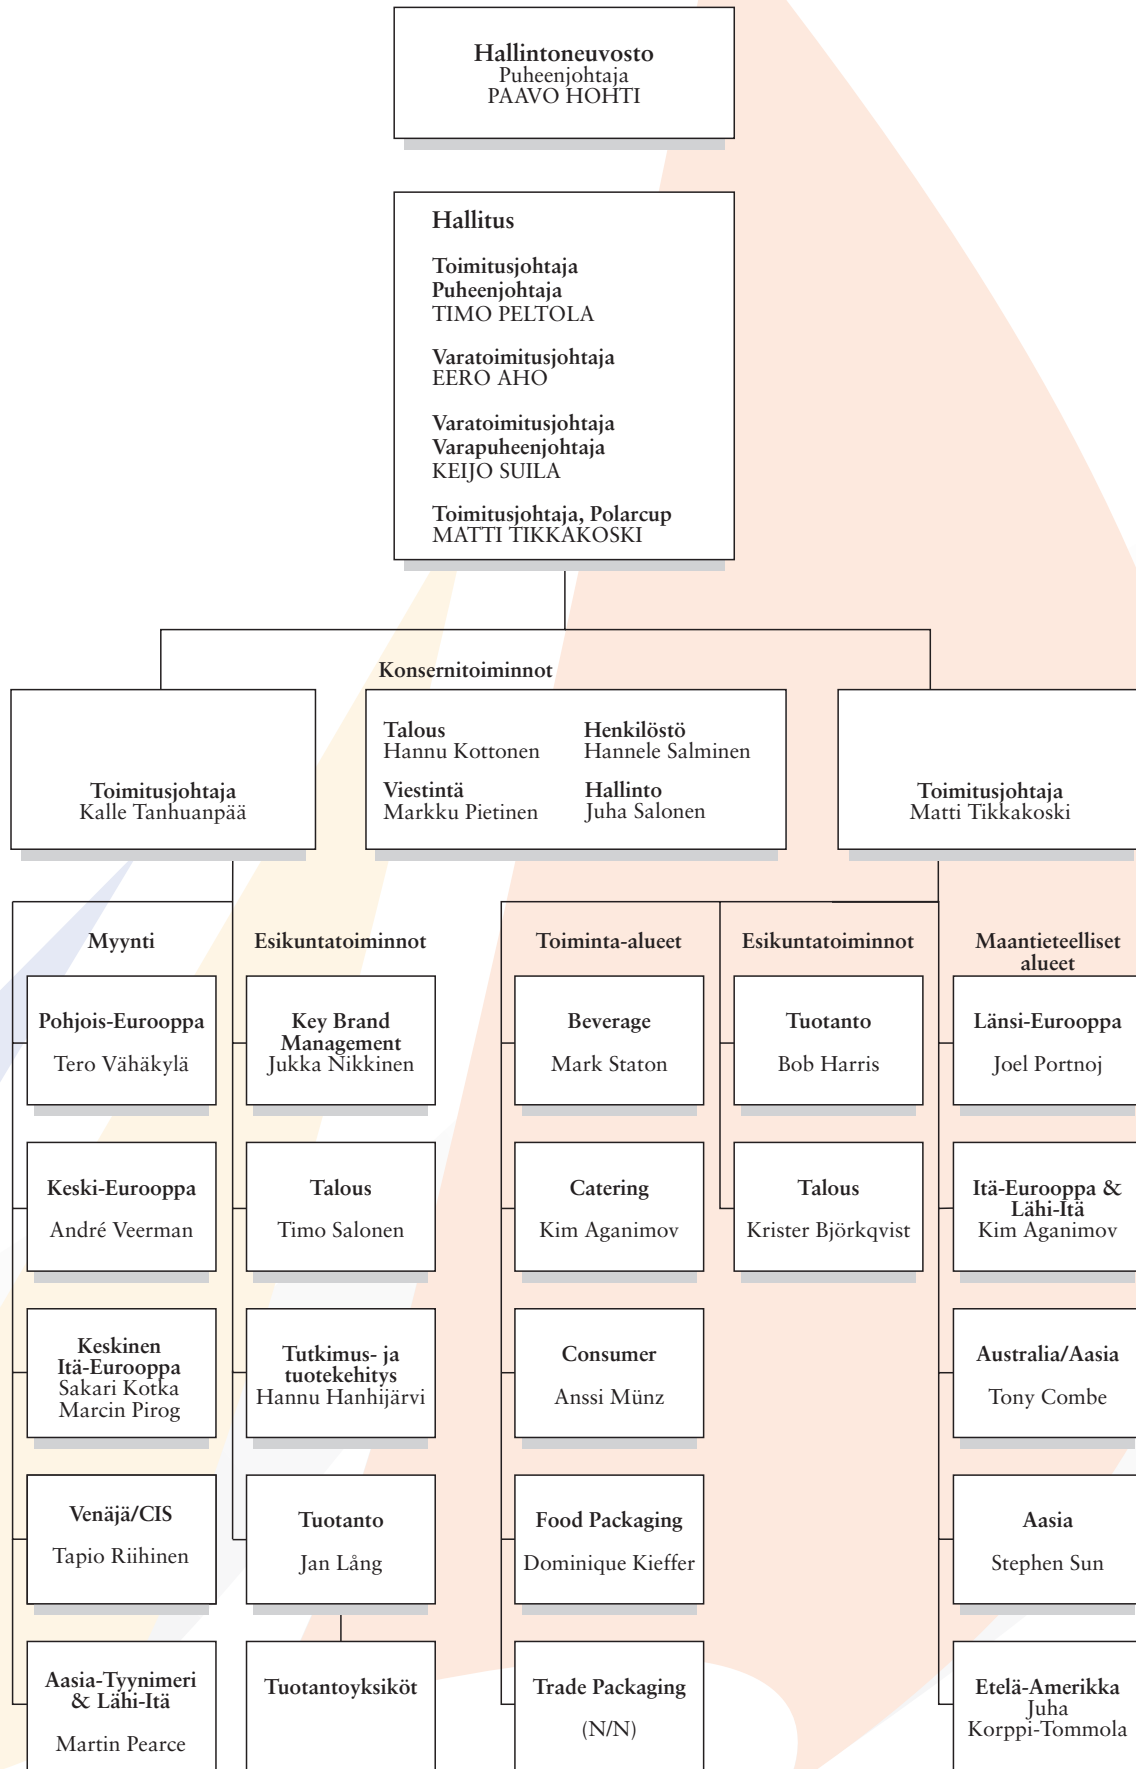 Hallintoneuvosto
Puheenjohtaja
PAAVO HOHTI
Hallitus
Toimitusjohtaja
Puheenjohtaja
TIMO PELTOLA
Varatoimitusjohtaja
EERO AHO
Varatoimitusjohtaja
Varapuheenjohtaja
KEIJO SUILA
Toimitusjohtaja, Polarcup
MATTI TIKKAKOSKI
Konsernitoiminnot
Toimitusjohtaja
Kalle Tanhuanpää
Talous
Hannu Kottonen
Viestintä
Markku Pietinen
Henkilöstö
Hannele Salminen
Hallinto
Juha Salonen
Toimitusjohtaja
Matti Tikkakoski
Myynti
Pohjois-Eurooppa
Tero Vähäkylä
Keski-Eurooppa
André Veerman
Keskinen
Itä-Eurooppa
Sakari Kotka
Marcin Pirog
Venäjä/CIS
Tapio Riihinen
Aasia-Tyynimeri
& Lähi-Itä
Martin Pearce
Esikuntatoiminnot
Key Brand
Management
Jukka Nikkinen
Talous
Timo Salonen
Tutkimus- ja
tuotekehitys
Hannu Hanhijärvi
Tuotanto
Jan Lång
Tuotantoyksiköt
Toiminta-alueet
Beverage
Mark Staton
Catering
Kim Aganimov
Consumer
Anssi Münz
Food Packaging
Dominique Kieffer
Trade Packaging
(N/N)
Esikuntatoiminnot
Tuotanto
Bob Harris
Talous
Krister Björkqvist
Maantieteelliset
alueet
Länsi-Eurooppa
Joel Portnoj
Itä-Eurooppa &
Lähi-Itä
Kim Aganimov
Australia/Aasia
Tony Combe
Aasia
Stephen Sun
Etelä-Amerikka
Juha
Korppi-Tommola